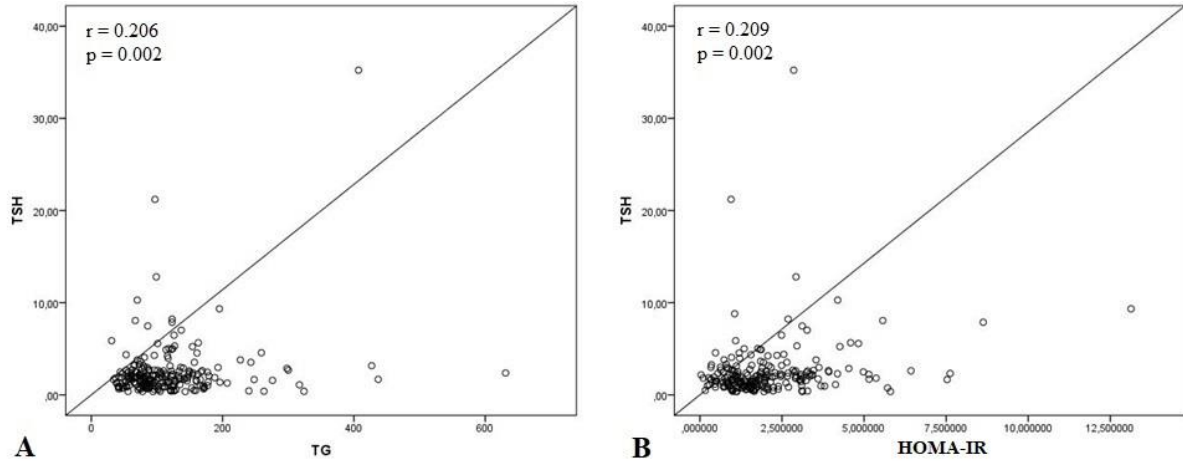 r = 0.206
p = 0.002
40,00
30,00
20,00
10,00
,00
TSH
0 200 400 600
TG
A
r = 0.209
p = 0.002
40,00
30,00
20,00
10,00
,00
TSH
,000000 2,500000 5,000000 7,500000 10,000000 12,500000
HOMA-IR
B